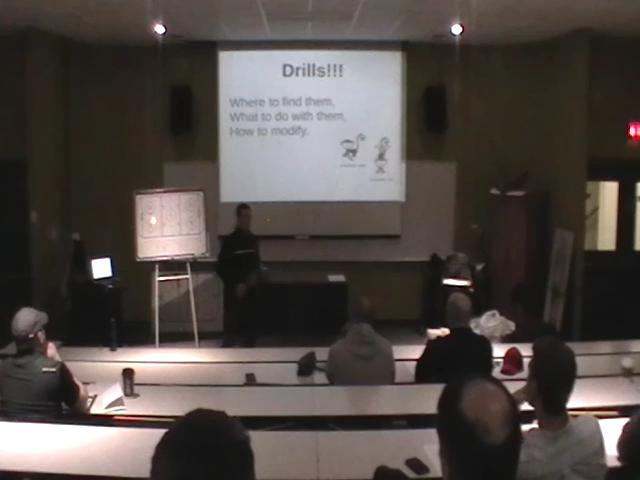 Drills!!!
Where to find them,
What to do with them,
How to modify.